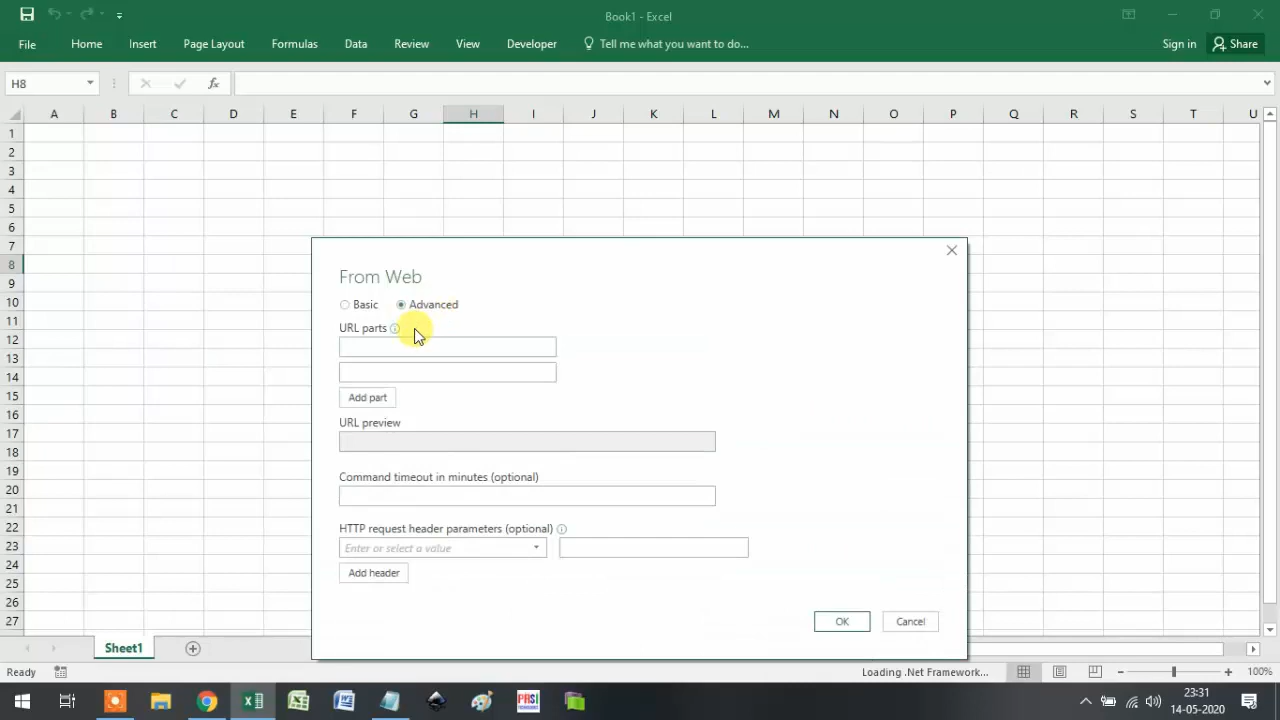 Book1 - Excel
File Home Insert Page Layout Formulas Data Review View Developer Tell me what you want to do... Sign in Share
H8 fx
A B C D E F G H I J K L M N O P Q R S T U
1
2
3
4
5
6
7
8
9
10
11
12
13
14
15
16
17
18
19
20
21
22
23
24
25
26
27
From Web
Basic Advanced
URL parts
Add part
URL preview
Command timeout in minutes (optional)
HTTP request header parameters (optional)
Enter or select a value
Add header
OK Cancel
Sheet1
Ready Loading .Net Framework... 100%
23:31
14-05-2020